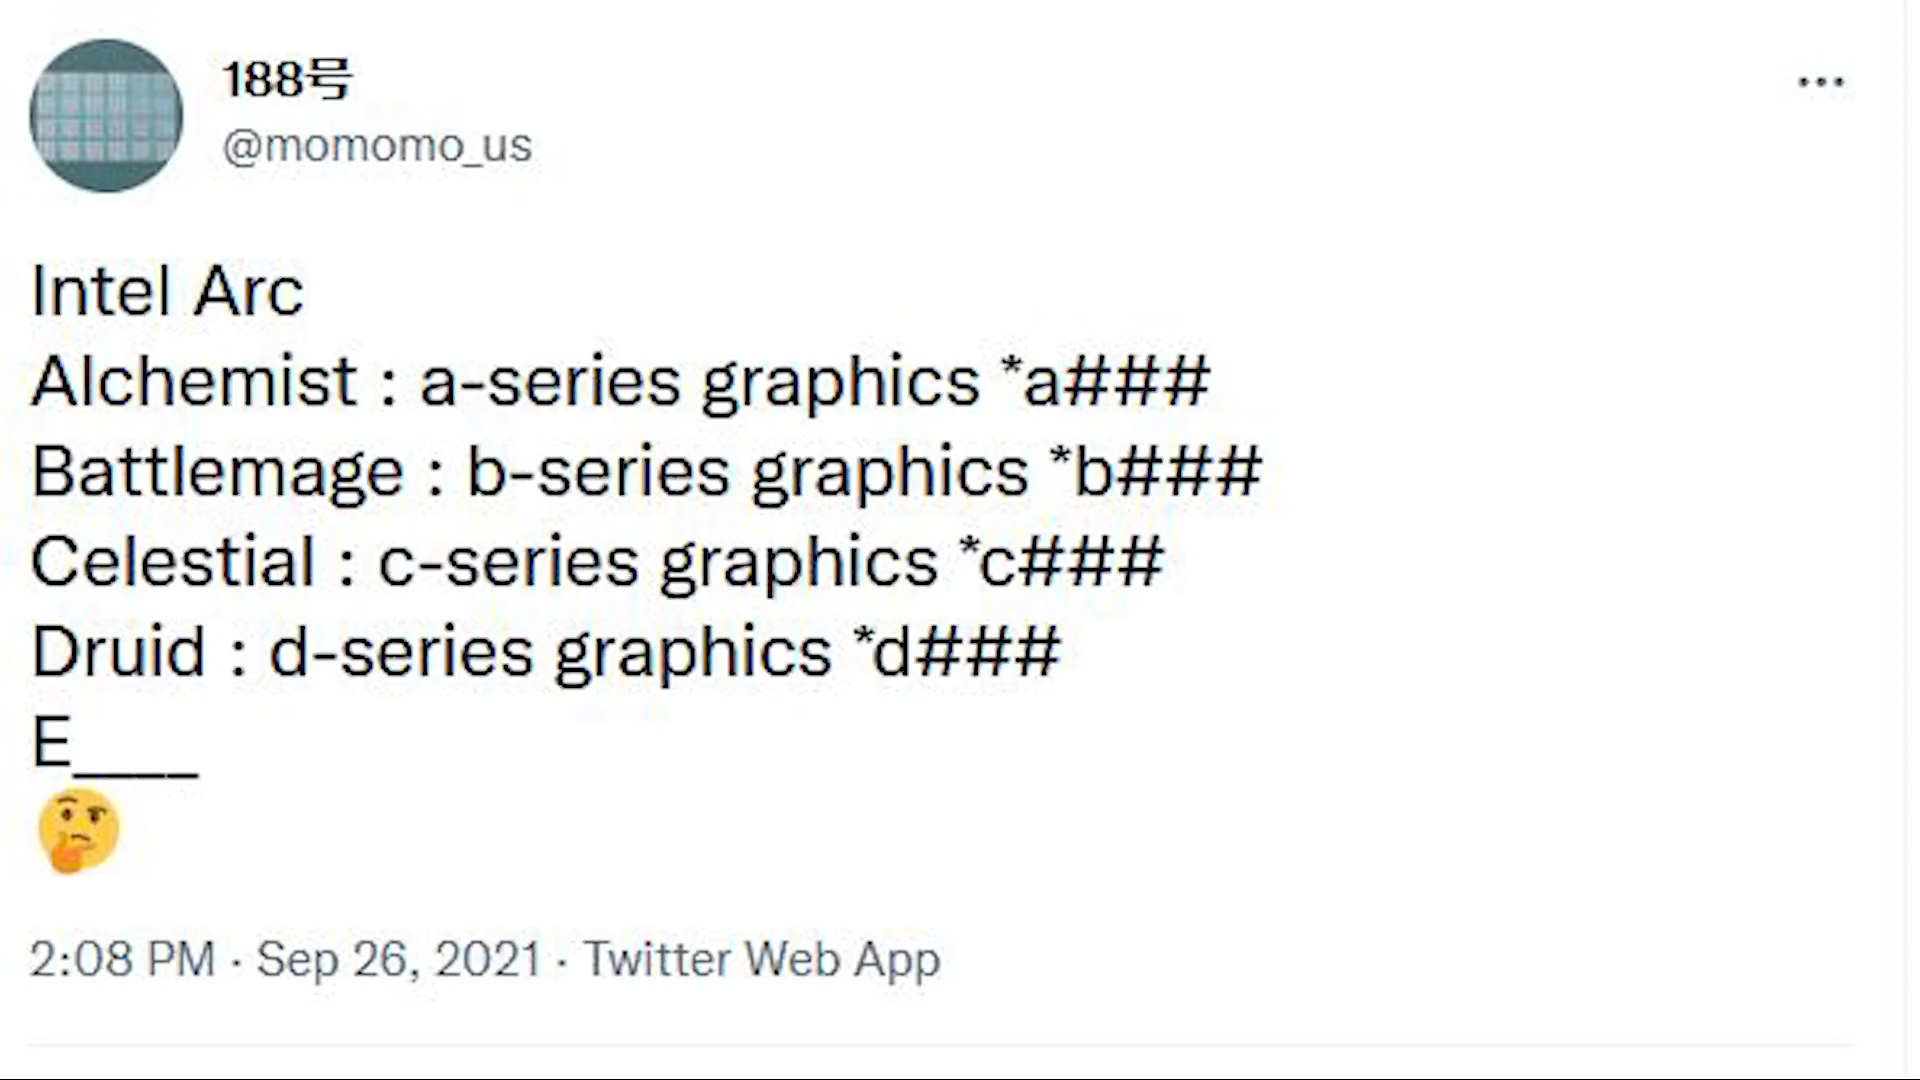 188号
@momomo_us
Intel Arc
Alchemist : a-series graphics *a###
Battlemage : b-series graphics *b###
Celestial : c-series graphics *c###
Druid : d-series graphics *d###
E____
🤔
2:08 PM · Sep 26, 2021 · Twitter Web App